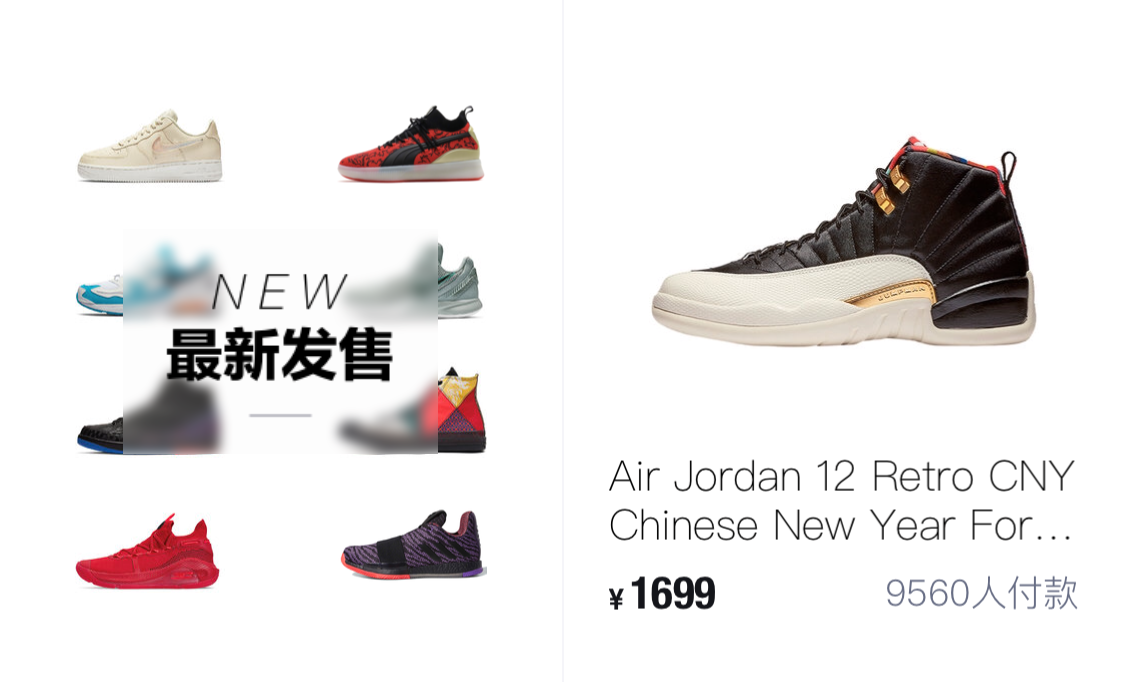 NEW
最新发售
Air Jordan 12 Retro CNY
Chinese New Year For...
¥1699
9560人付款